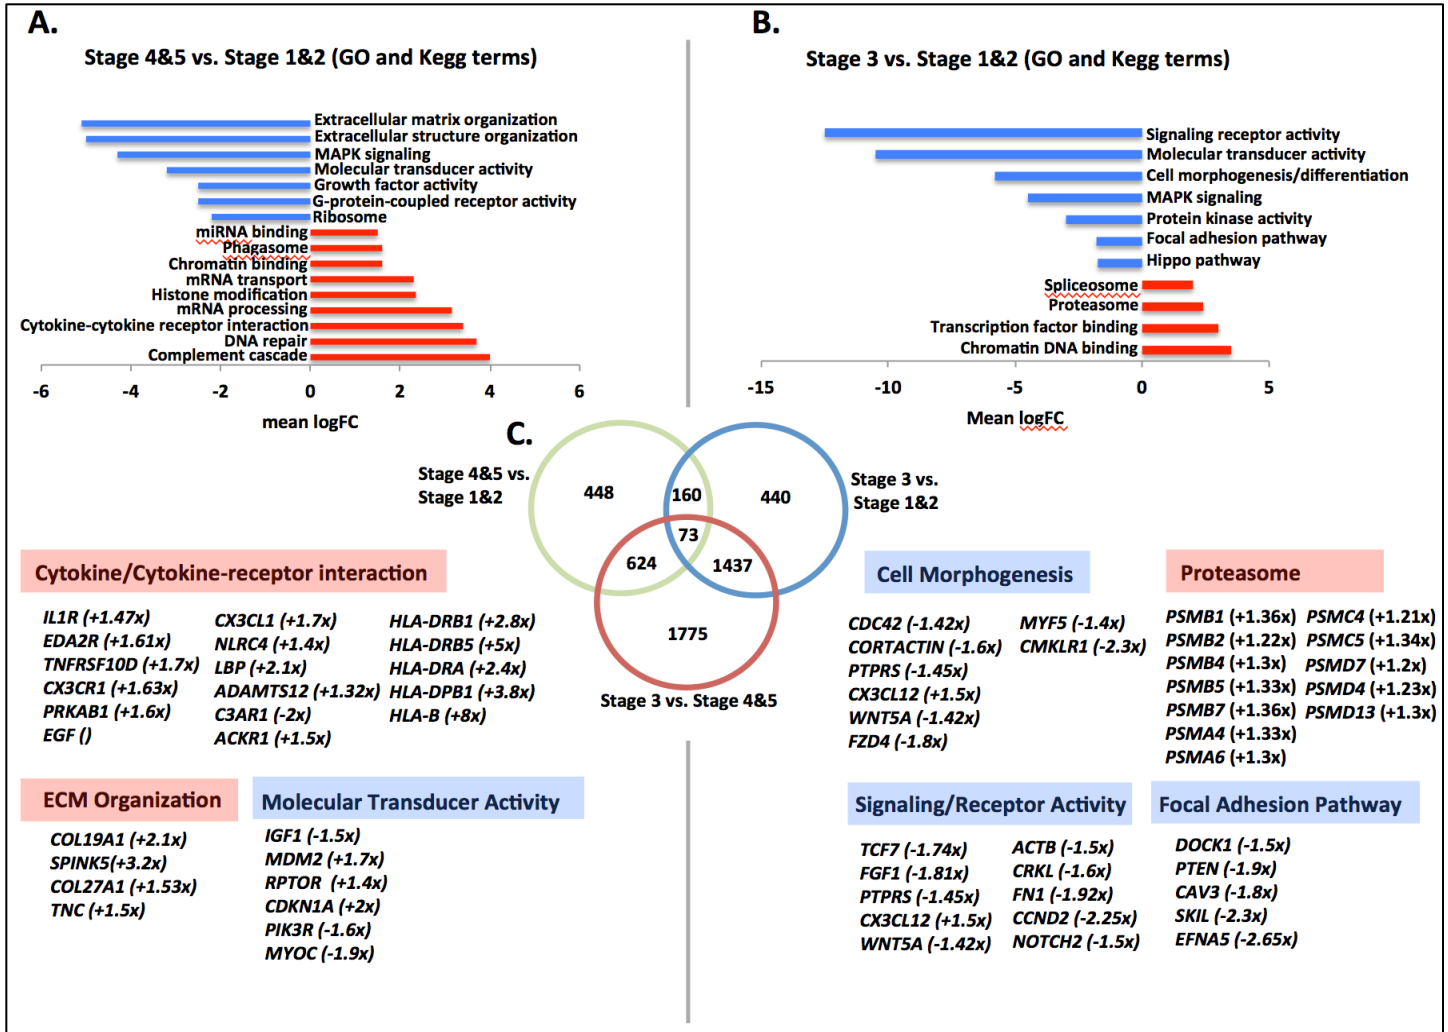 A.
Stage 4&5 vs. Stage 1&2 (GO and Kegg terms)
Extracellular matrix organization
Extracellular structure organization
MAPK signaling
Molecular transducer activity
Growth factor activity
G-protein-coupled receptor activity
Ribosome
miRNA binding
Phagasome
Chromatin binding
mRNA transport
Histone modification
mRNA processing
Cytokine-cytokine receptor interaction
DNA repair
Complement cascade
-6 -4 -2 0 2 4 6
mean logFC
B.
Stage 3 vs. Stage 1&2 (GO and Kegg terms)
Signaling receptor activity
Molecular transducer activity
Cell morphogenesis/differentiation
MAPK signaling
Protein kinase activity
Focal adhesion pathway
Hippo pathway
Spliceosome
Proteasome
Transcription factor binding
Chromatin DNA binding
-15 -10 -5 0 5
Mean logFC
C.
Stage 4&5 vs.
Stage 1&2
Stage 3 vs.
Stage 1&2
448 160 440
73
624 1437
1775
Stage 3 vs. Stage 4&5
Cytokine/Cytokine-receptor interaction
IL1R (+1.47x)
EDA2R (+1.61x)
TNFRSF10D (+1.7x)
CX3CR1 (+1.63x)
PRKAB1 (+1.6x)
EGF ()
CX3CL1 (+1.7x)
NLRC4 (+1.4x)
LBP (+2.1x)
ADAMTS12 (+1.32x)
C3AR1 (-2x)
ACKR1 (+1.5x)
HLA-DRB1 (+2.8x)
HLA-DRB5 (+5x)
HLA-DRA (+2.4x)
HLA-DPB1 (+3.8x)
HLA-B (+8x)
ECM Organization
COL19A1 (+2.1x)
SPINK5(+3.2x)
COL27A1 (+1.53x)
TNC (+1.5x)
Molecular Transducer Activity
IGF1 (-1.5x)
MDM2 (+1.7x)
RPTOR (+1.4x)
CDKN1A (+2x)
PIK3R (-1.6x)
MYOC (-1.9x)
Cell Morphogenesis
CDC42 (-1.42x)
CORTACTIN (-1.6x)
PTPRS (-1.45x)
CX3CL12 (+1.5x)
WNT5A (-1.42x)
FZD4 (-1.8x)
MYF5 (-1.4x)
CMKLR1 (-2.3x)
Proteasome
PSMB1 (+1.36x)
PSMB2 (+1.22x)
PSMB4 (+1.3x)
PSMB5 (+1.33x)
PSMB7 (+1.36x)
PSMA4 (+1.33x)
PSMA6 (+1.3x)
PSMC4 (+1.21x)
PSMC5 (+1.34x)
PSMD7 (+1.2x)
PSMD4 (+1.23x)
PSMD13 (+1.3x)
Signaling/Receptor Activity
TCF7 (-1.74x)
FGF1 (-1.81x)
PTPRS (-1.45x)
CX3CL12 (+1.5x)
WNT5A (-1.42x)
ACTB (-1.5x)
CRKL (-1.6x)
FN1 (-1.92x)
CCND2 (-2.25x)
NOTCH2 (-1.5x)
Focal Adhesion Pathway
DOCK1 (-1.5x)
PTEN (-1.9x)
CAV3 (-1.8x)
SKIL (-2.3x)
EFNA5 (-2.65x)